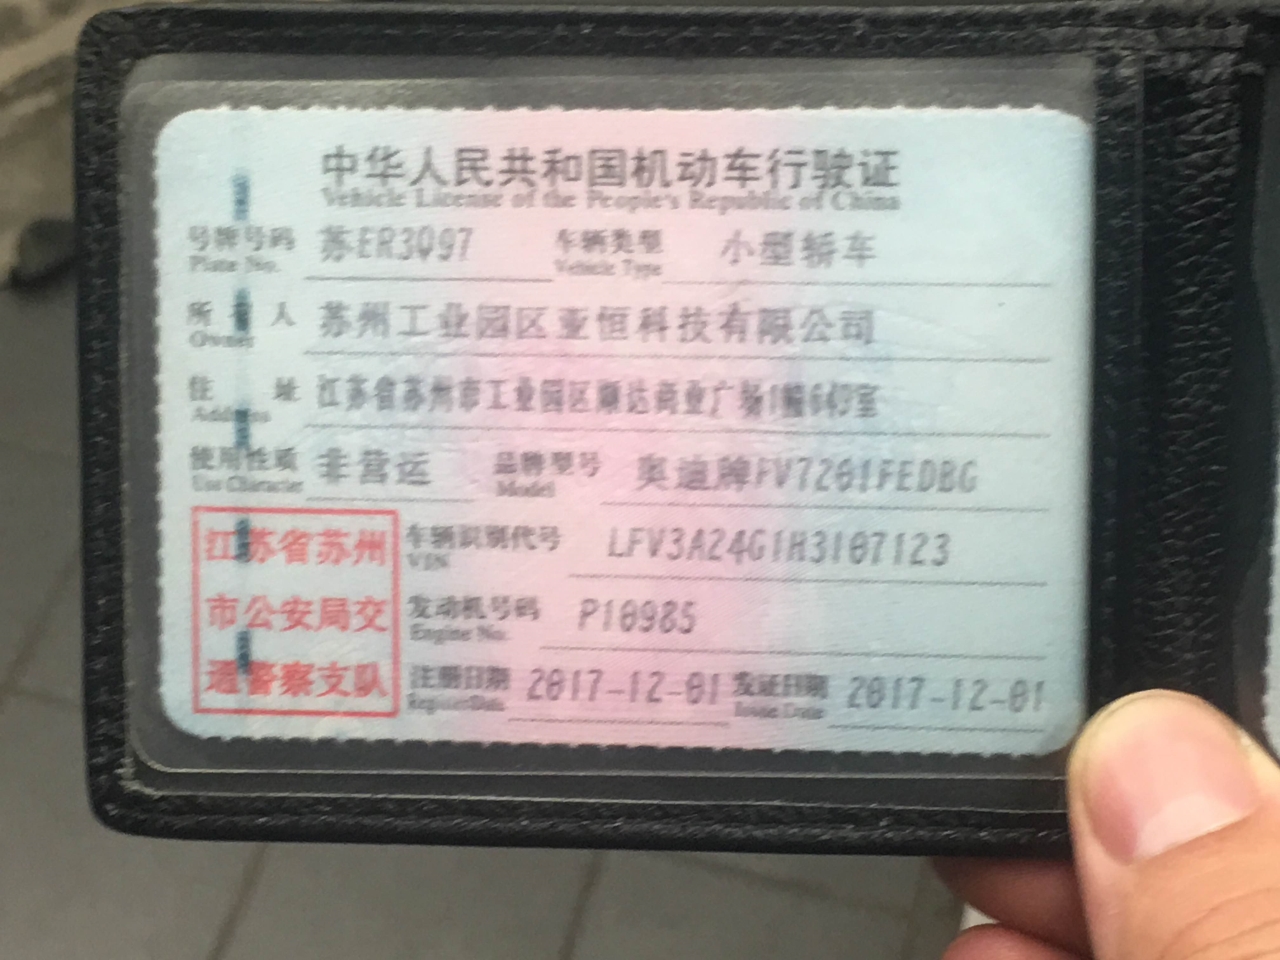 中华人民共和国机动车行驶证
Vehicle License of the People's Republic of China
号牌号码 苏ER3Q97 车辆类型 小型轿车
Plate No. Vehicle Type
所有人 苏州工业园区亚恒科技有限公司
Owner
住址 江苏省苏州市工业园区顺达商业广场1幢
Address
使用性质 非营运 品牌型号 奥迪牌FV7201FEDBG
Use Character Model
江苏省苏州 车辆识别代号 LFV3A24G1H3107123
VIN
市公安局交 发动机号码 P10985
Engine No.
通警察支队 注册日期 2017-12-01 发证日期 2017-12-01
Register Date Issue Date